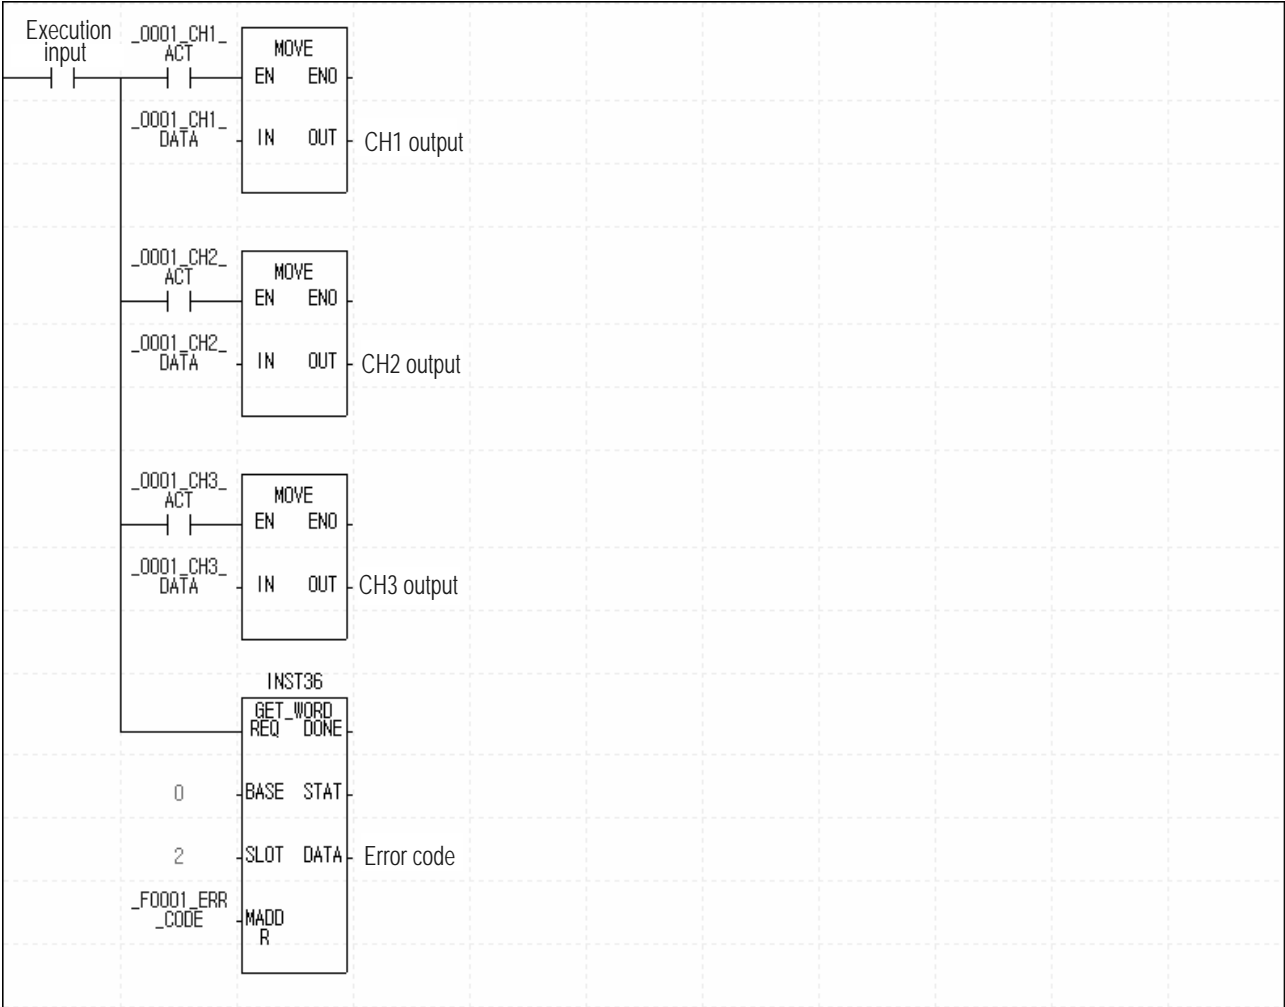 Execution
input
_0001_CH1_
ACT
MOVE
EN ENO
_0001_CH1_
DATA
IN OUT
CH1 output
_0001_CH2_
ACT
MOVE
EN ENO
_0001_CH2_
DATA
IN OUT
CH2 output
_0001_CH3_
ACT
MOVE
EN ENO
_0001_CH3_
DATA
IN OUT
CH3 output
INST36
GET_WORD
REQ DONE
0
BASE STAT
2
SLOT DATA
Error code
_F0001_ERR
_CODE
MADD
R